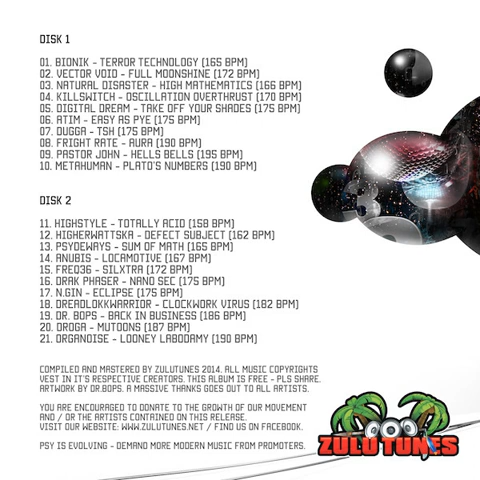 DISK 1
01. BIONIK - TERROR TECHNOLOGY (165 BPM)
02. VECTOR VOID - FULL MOONSHINE (172 BPM)
03. NATURAL DISASTER - HIGH MATHEMATICS (166 BPM)
04. KILLSWITCH - OSCILLATION OVERTHRUST (170 BPM)
05. DIGITAL DREAM - TAKE OFF YOUR SHADES (175 BPM)
06. ATIM - EASY AS PYE (175 BPM)
07. DUGGA - TSH (175 BPM)
08. FRIGHT RATE - AURA (190 BPM)
09. PASTOR JOHN - HELLS BELLS (195 BPM)
10. METAHUMAN - PLATO'S NUMBERS (190 BPM)
DISK 2
11. HIGHSTYLE - TOTALLY ACID (158 BPM)
12. HIGHERWATTSKA - DEFECT SUBJECT (162 BPM)
13. PSYDEWAYS - SUM OF MATH (165 BPM)
14. ANUBIS - LOCAMOTIVE (167 BPM)
15. FREQ36 - SILXTRA (172 BPM)
16. DRAK PHASER - NANO SEC (175 BPM)
17. N.GIN - ECLIPSE (175 BPM)
18. DREADLOKKWARRIOR - CLOCKWORK VIRUS (182 BPM)
19. DR. BOPS - BACK IN BUSINESS (186 BPM)
20. OROGA - MUTOONS (187 BPM)
21. ORGANOISE - LOONEY LABODAMY (190 BPM)
COMPILED AND MASTERED BY ZULUTUNES 2014. ALL MUSIC COPYRIGHTS
VEST IN IT'S RESPECTIVE CREATORS. THIS ALBUM IS FREE - PLS SHARE.
ARTWORK BY DR.BOPS. A MASSIVE THANKS GOES OUT TO ALL ARTISTS.
YOU ARE ENCOURAGED TO DONATE TO THE GROWTH OF OUR MOVEMENT
AND / OR THE ARTISTS CONTAINED ON THIS RELEASE.
VISIT OUR WEBSITE: WWW.ZULUTUNES.NET / FIND US ON FACEBOOK.
PSY IS EVOLVING - DEMAND MORE MODERN MUSIC FROM PROMOTERS.
ZULU TUNES
3